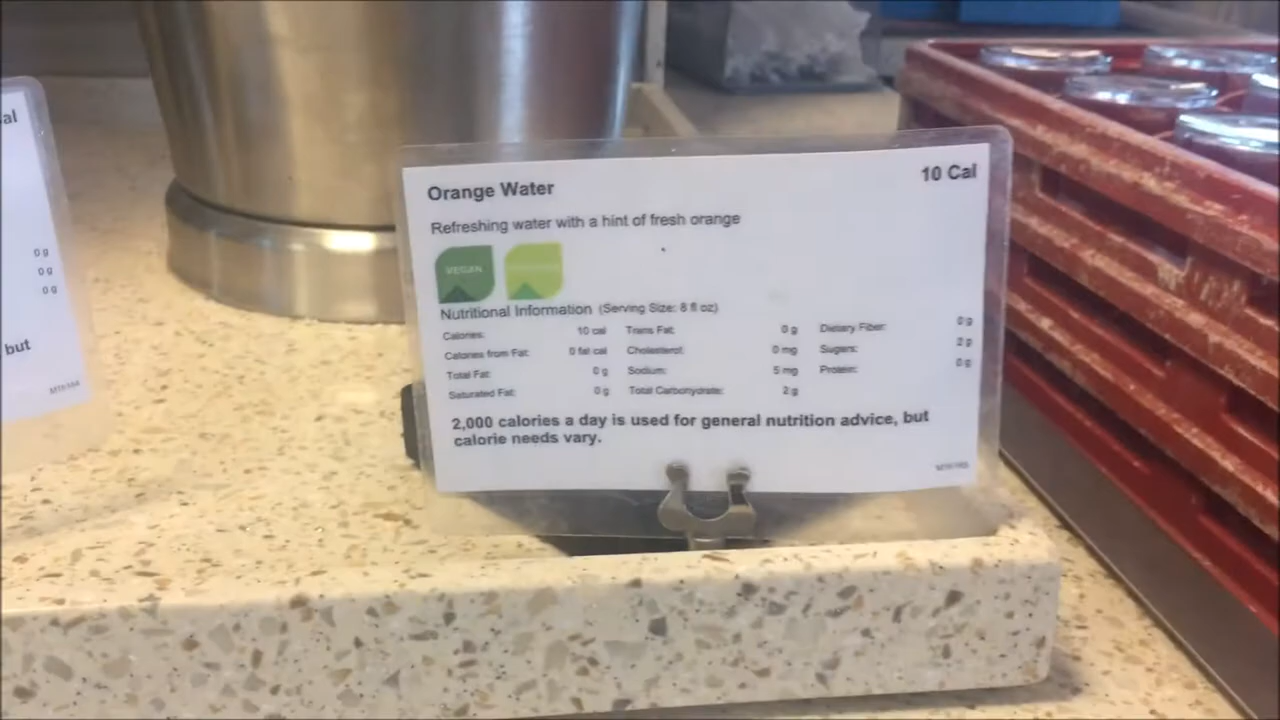 al
0 g
0 g
0 g
but
MTR164
Orange Water
10 Cal
Refreshing water with a hint of fresh orange
VEGAN
Nutritional Information (Serving Size: 8 fl oz)
Calories: 10 cal Trans Fat: 0 g Dietary Fiber: 0 g
Calories from Fat: 0 fat cal Cholesterol: 0 mg Sugars: 2 g
Total Fat: 0 g Sodium: 5 mg Protein: 0 g
Saturated Fat: 0 g Total Carbohydrate: 2 g
2,000 calories a day is used for general nutrition advice, but
calorie needs vary.